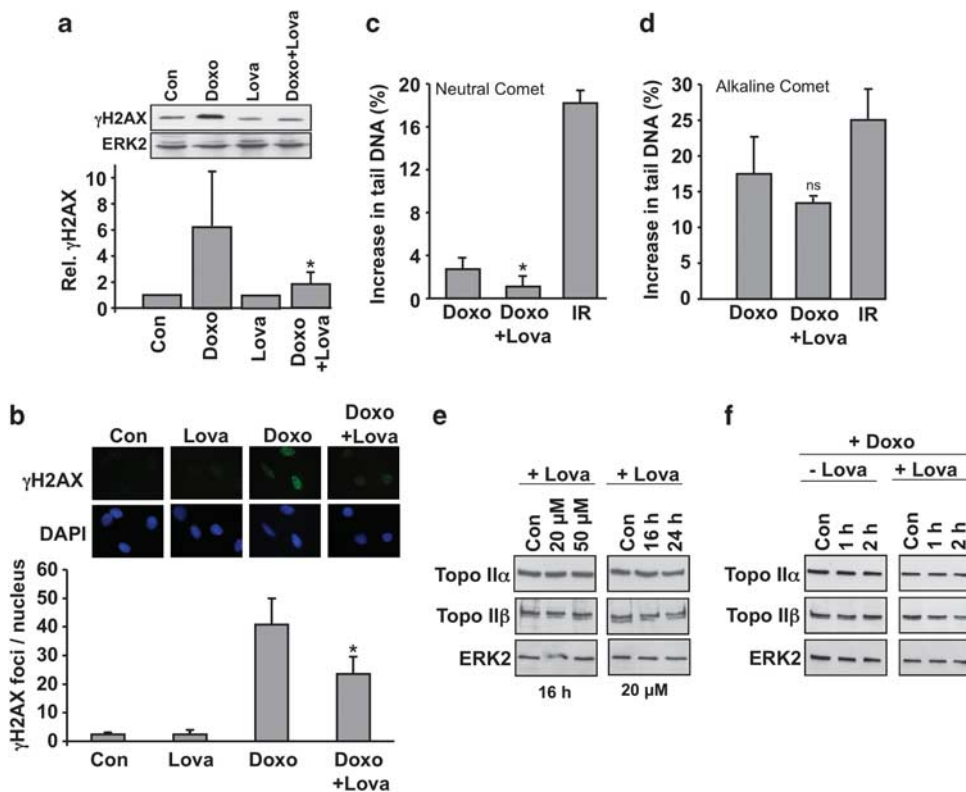 a
Con
Doxo
Lova
Doxo+Lova
γH2AX
ERK2
Rel. γH2AX
10
8
6
4
2
0
Con
Doxo
Lova
Doxo
+Lova
*
c
Neutral Comet
Increase in tail DNA (%)
20
16
12
8
4
0
*
Doxo
Doxo
+Lova
IR
d
Alkaline Comet
Increase in tail DNA (%)
30
25
20
15
10
5
0
ns
Doxo
Doxo
+Lova
IR
b
Con
Lova
Doxo
Doxo
+Lova
γH2AX
DAPI
γH2AX foci / nucleus
60
50
40
30
20
10
0
*
Con
Lova
Doxo
Doxo
+Lova
e
+ Lova
+ Lova
Con
20 µM
50 µM
Con
16 h
24 h
Topo IIα
Topo IIβ
ERK2
16 h
20 µM
f
+ Doxo
- Lova
+ Lova
Con
1 h
2 h
Con
1 h
2 h
Topo IIα
Topo IIβ
ERK2